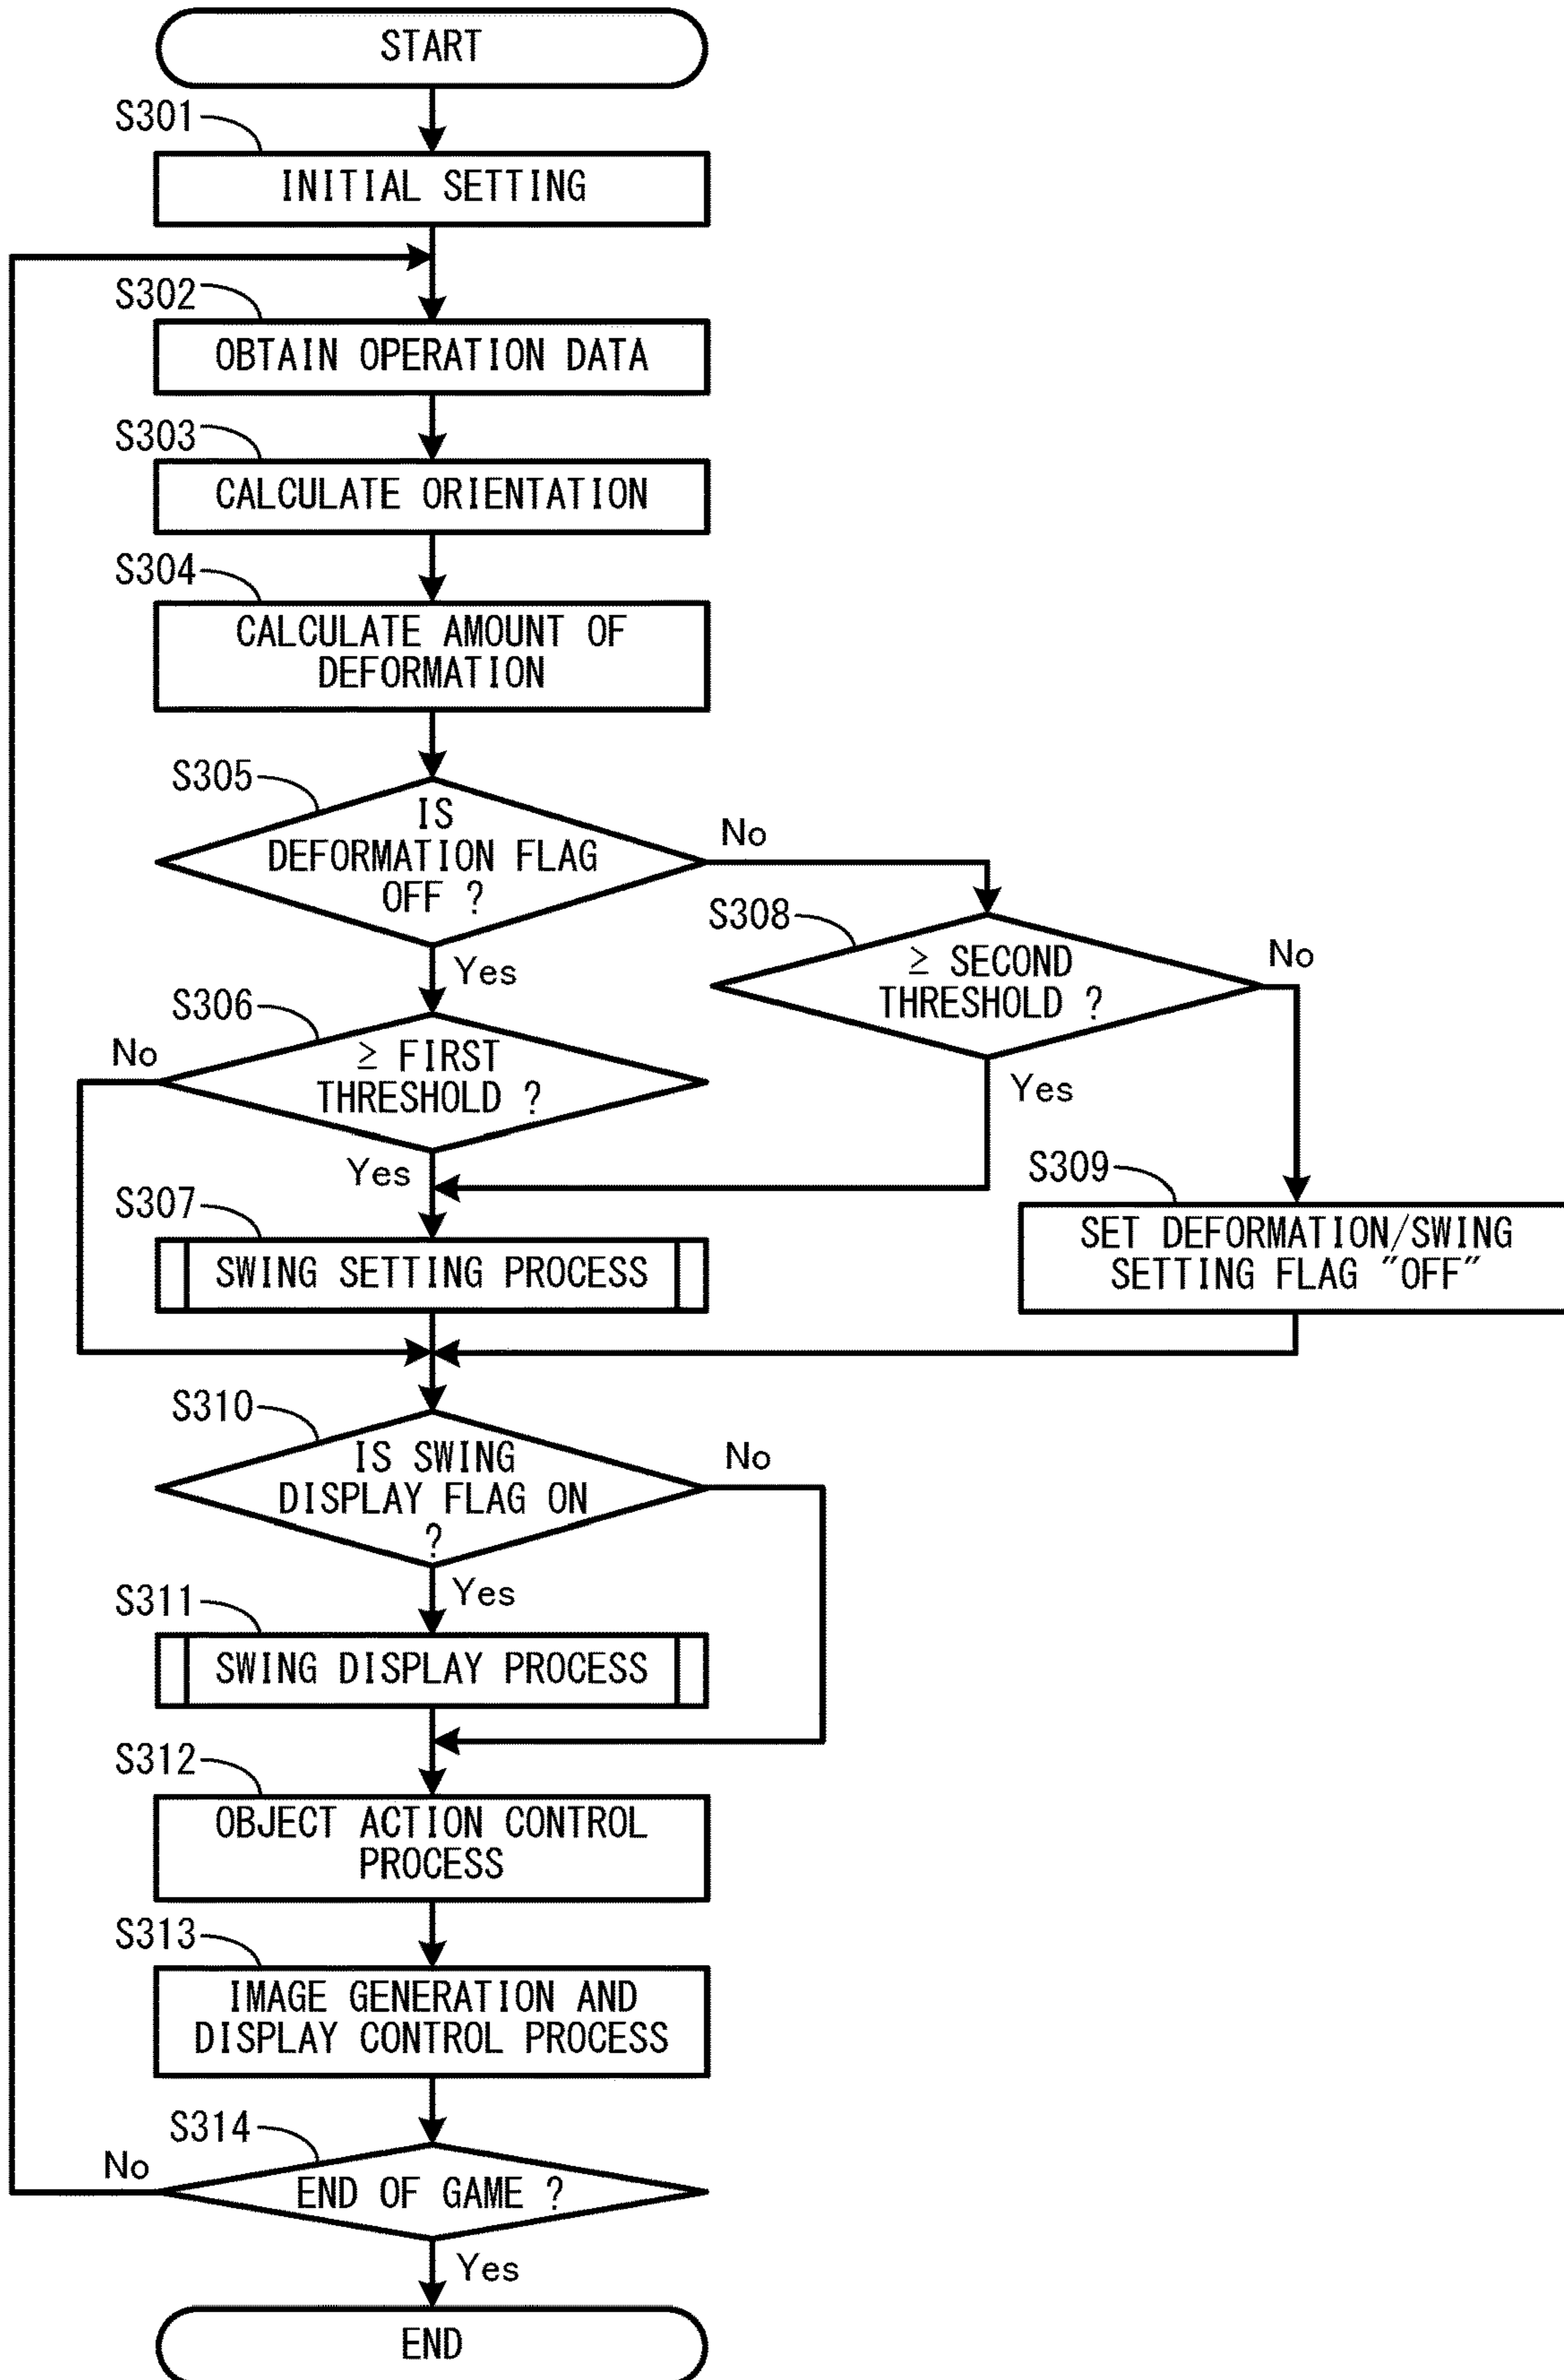 START
S301
INITIAL SETTING
S302
OBTAIN OPERATION DATA
S303
CALCULATE ORIENTATION
S304
CALCULATE AMOUNT OF
DEFORMATION
S305
IS
DEFORMATION FLAG
OFF ?
No
Yes
S308
≥ SECOND
THRESHOLD ?
No
Yes
S306
≥ FIRST
THRESHOLD ?
No
Yes
S307
SWING SETTING PROCESS
S309
SET DEFORMATION/SWING
SETTING FLAG "OFF"
S310
IS SWING
DISPLAY FLAG ON
?
No
Yes
S311
SWING DISPLAY PROCESS
S312
OBJECT ACTION CONTROL
PROCESS
S313
IMAGE GENERATION AND
DISPLAY CONTROL PROCESS
S314
END OF GAME ?
No
Yes
END